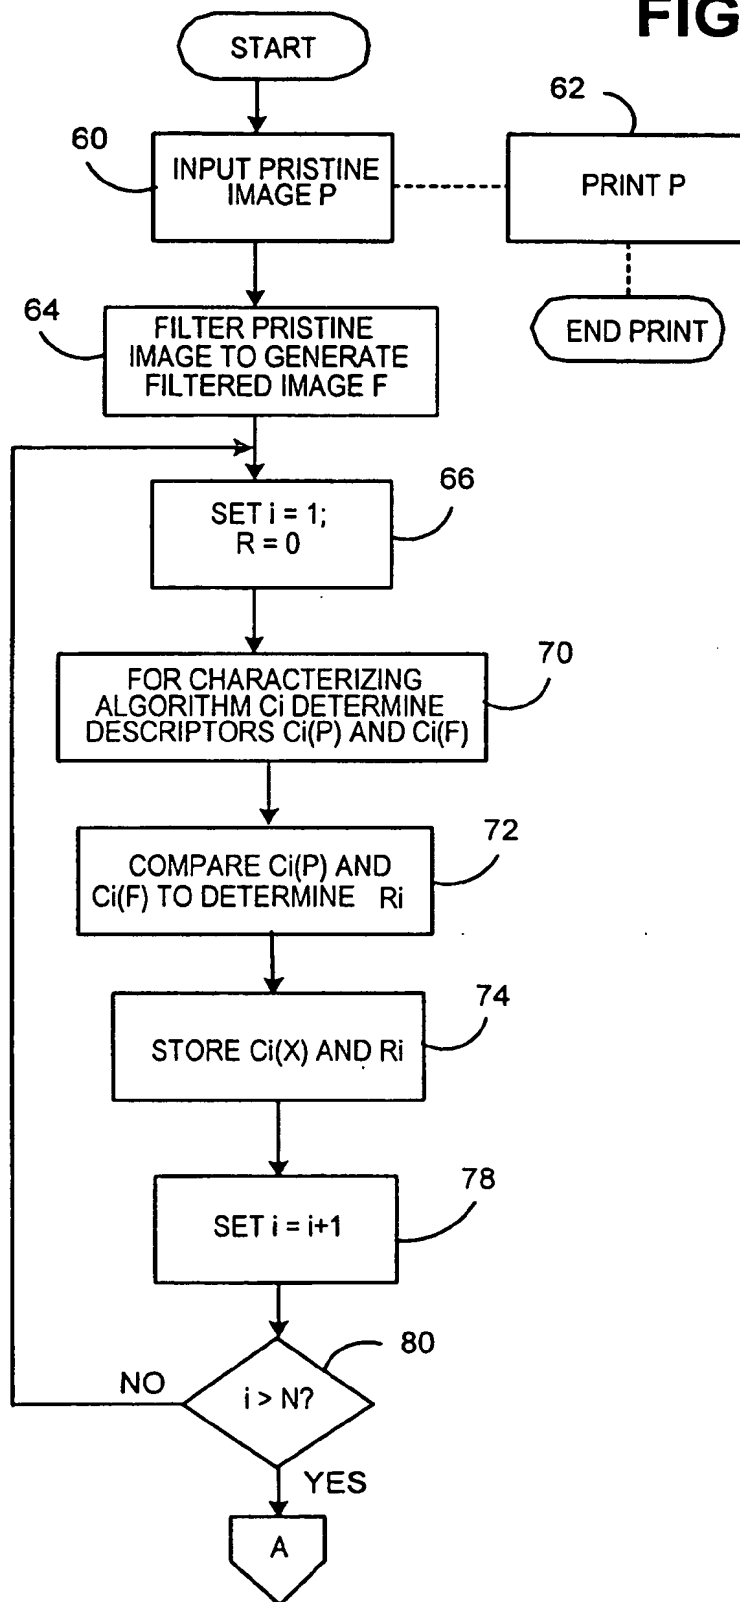 FIG
START
62
60
INPUT PRISTINE
IMAGE P
PRINT P
64
FILTER PRISTINE
IMAGE TO GENERATE
FILTERED IMAGE F
END PRINT
66
SET i = 1;
R = 0
70
FOR CHARACTERIZING
ALGORITHM Ci DETERMINE
DESCRIPTORS Ci(P) AND Ci(F)
72
COMPARE Ci(P) AND
Ci(F) TO DETERMINE Ri
74
STORE Ci(X) AND Ri
78
SET i = i+1
80
NO
i > N?
YES
A